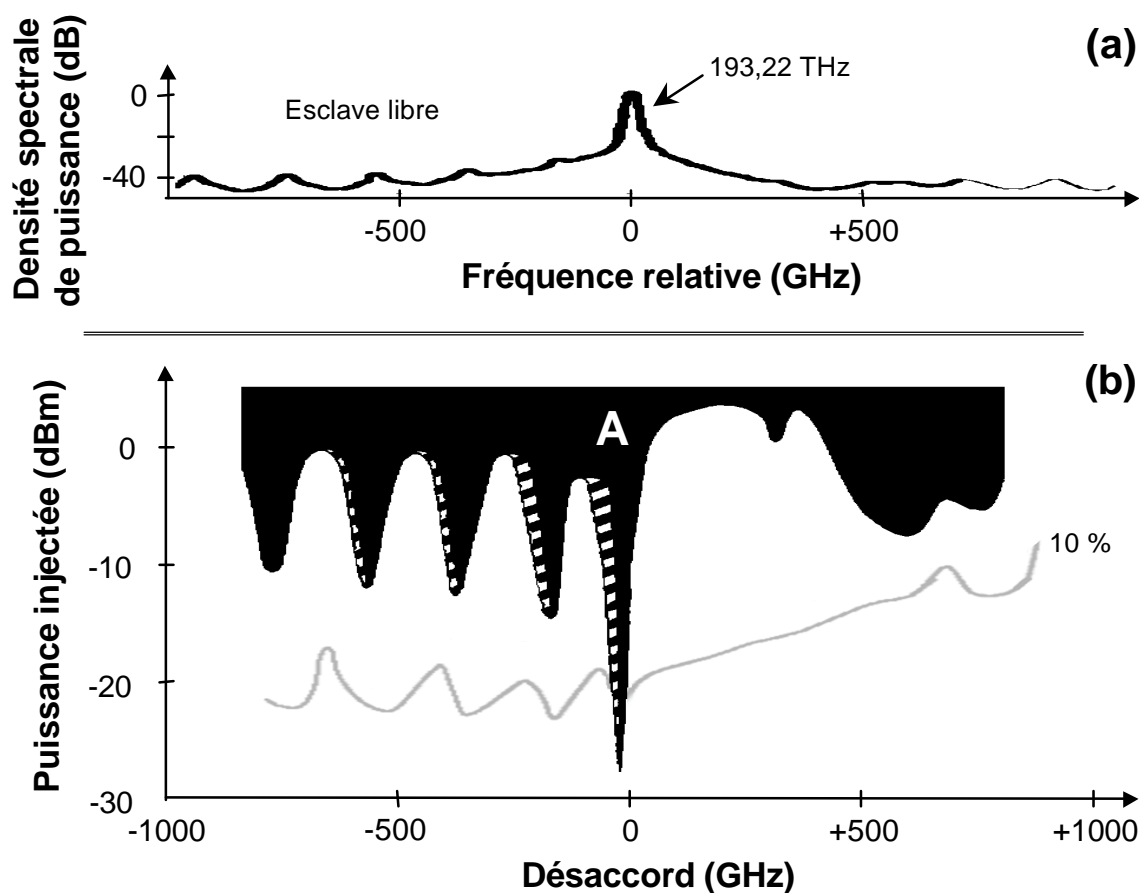 Densité spectrale
de puissance (dB)
(a)
193,22 THz
Esclave libre
0
-40
-500
0
+500
Fréquence relative (GHz)
(b)
Puissance injectée (dBm)
A
0
-10
10 %
-20
-30
-1000
-500
0
+500
+1000
Désaccord (GHz)